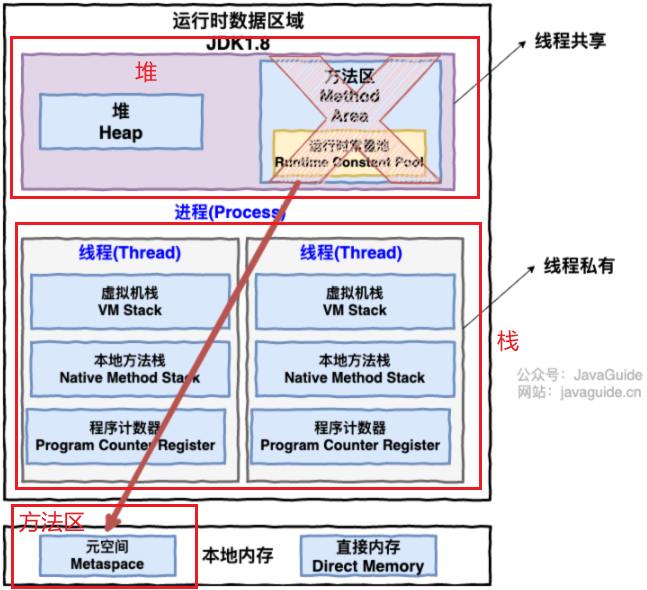 运行时数据区域
JDK1.8
堆
线程共享
堆
Heap
方法区
Method
Area
运行时常量池
Runtime Constant Pool
进程(Process)
线程(Thread)
虚拟机栈
VM Stack
本地方法栈
Native Method Stack
程序计数器
Program Counter Register
线程(Thread)
虚拟机栈
VM Stack
本地方法栈
Native Method Stack
程序计数器
Program Counter Register
线程私有
栈
公众号：JavaGuide
网站：javaguide.cn
方法区
元空间
Metaspace
本地内存
直接内存
Direct Memory